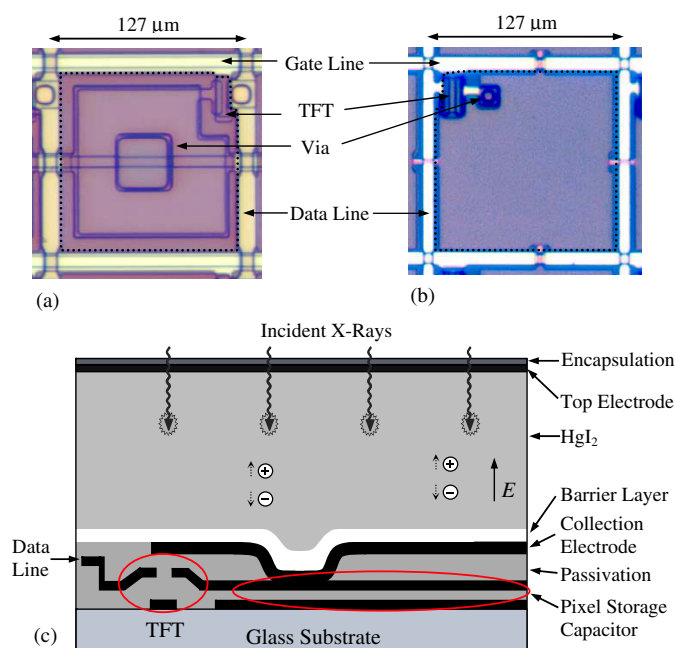 127 μm
127 μm
Gate Line
TFT
Via
Data Line
(a)
(b)
Incident X-Rays
Encapsulation
Top Electrode
HgI₂
+
+
−
−
E
Barrier Layer
Collection
Electrode
Data
Line
Passivation
Pixel Storage
Capacitor
(c)
TFT
Glass Substrate